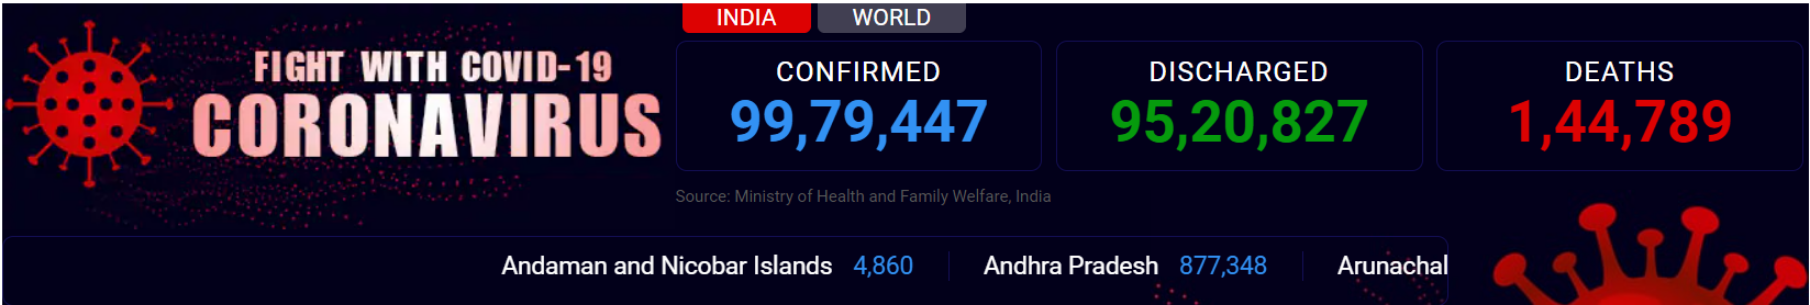 INDIA WORLD
FIGHT WITH COVID-19
CORONAVIRUS
CONFIRMED
99,79,447
DISCHARGED
95,20,827
DEATHS
1,44,789
Source: Ministry of Health and Family Welfare, India
Andaman and Nicobar Islands 4,860 Andhra Pradesh 877,348 Arunachal